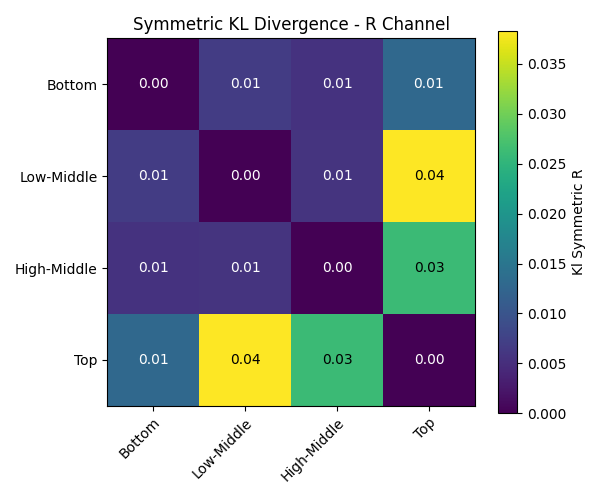 Symmetric KL Divergence - R Channel
Bottom 0.00 0.01 0.01 0.01
Low-Middle 0.01 0.00 0.01 0.04
High-Middle 0.01 0.01 0.00 0.03
Top 0.01 0.04 0.03 0.00
Bottom Low-Middle High-Middle Top
0.035
0.030
0.025
0.020
0.015
0.010
0.005
0.000
Kl Symmetric R